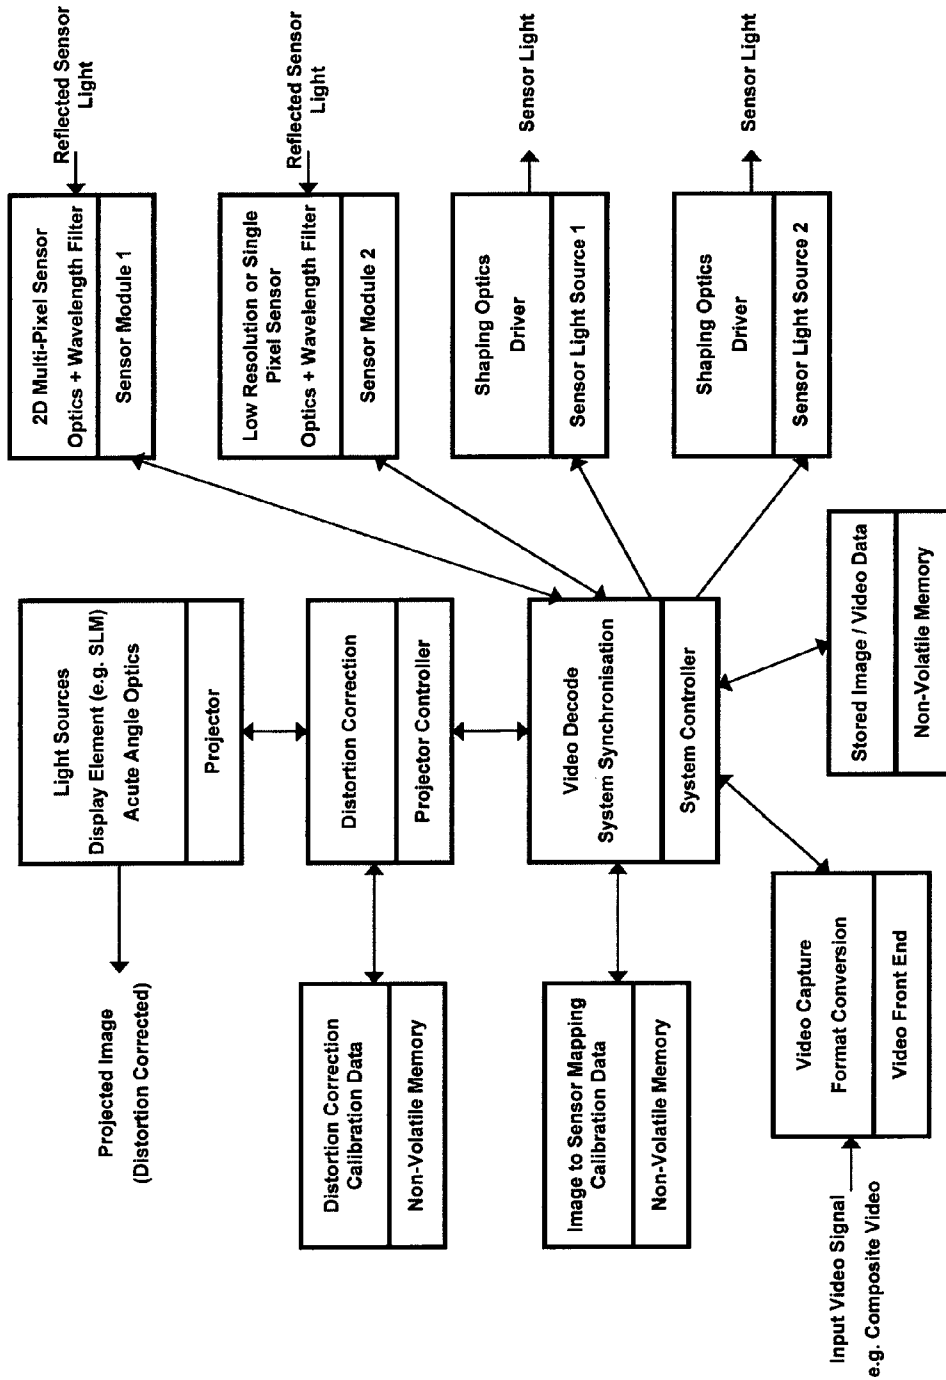 Projected Image
(Distortion Corrected)
Light Sources
Display Element (e.g. SLM)
Acute Angle Optics
Projector
Reflected Sensor
Light
2D Multi-Pixel Sensor
Optics + Wavelength Filter
Sensor Module 1
Distortion Correction
Calibration Data
Non-Volatile Memory
Distortion Correction
Projector Controller
Reflected Sensor
Light
Low Resolution or Single
Pixel Sensor
Optics + Wavelength Filter
Sensor Module 2
Image to Sensor Mapping
Calibration Data
Non-Volatile Memory
Video Decode
System Synchronisation
System Controller
Shaping Optics
Driver
Sensor Light Source 1
Sensor Light
Shaping Optics
Driver
Sensor Light Source 2
Sensor Light
Input Video Signal
e.g. Composite Video
Video Capture
Format Conversion
Video Front End
Stored Image / Video Data
Non-Volatile Memory